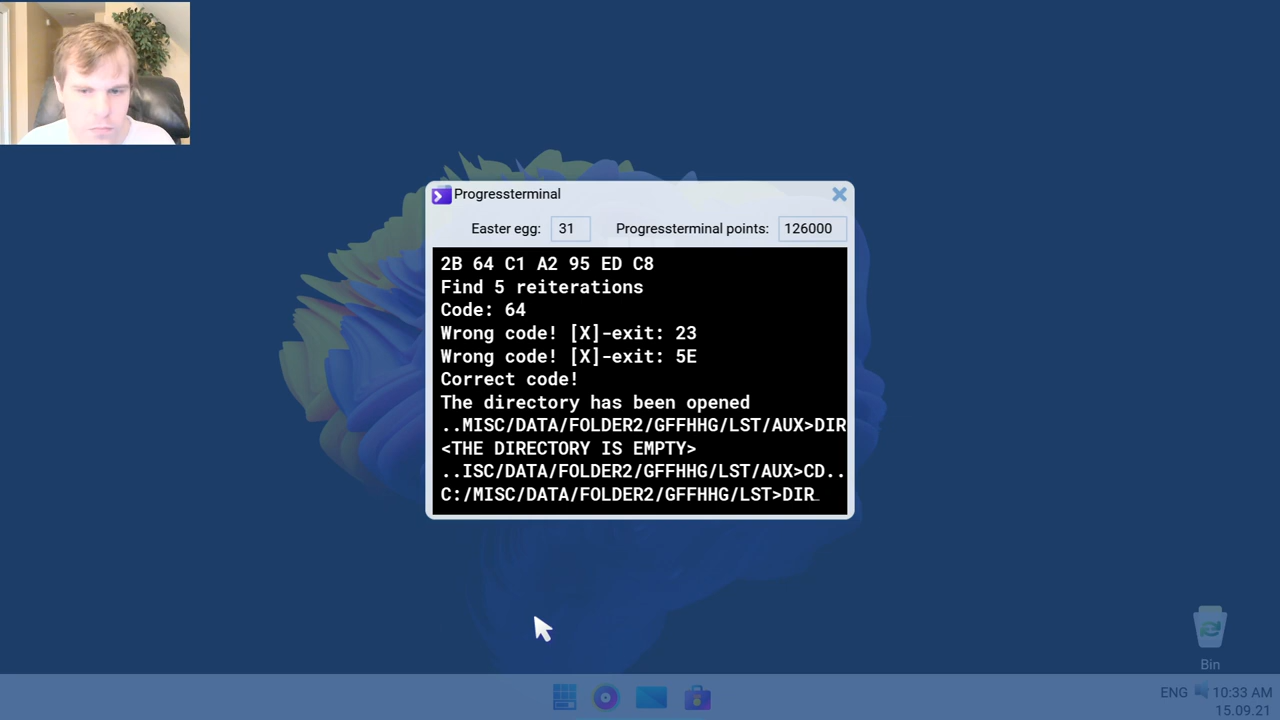 Progressterminal
Easter egg: 31 Progressterminal points: 126000
2B 64 C1 A2 95 ED C8
Find 5 reiterations
Code: 64
Wrong code! [X]-exit: 23
Wrong code! [X]-exit: 5E
Correct code!
The directory has been opened
..MISC/DATA/FOLDER2/GFFHHG/LST/AUX>DIR
<THE DIRECTORY IS EMPTY>
..ISC/DATA/FOLDER2/GFFHHG/LST/AUX>CD..
C:/MISC/DATA/FOLDER2/GFFHHG/LST>DIR_
Bin
ENG 10:33 AM
15.09.21